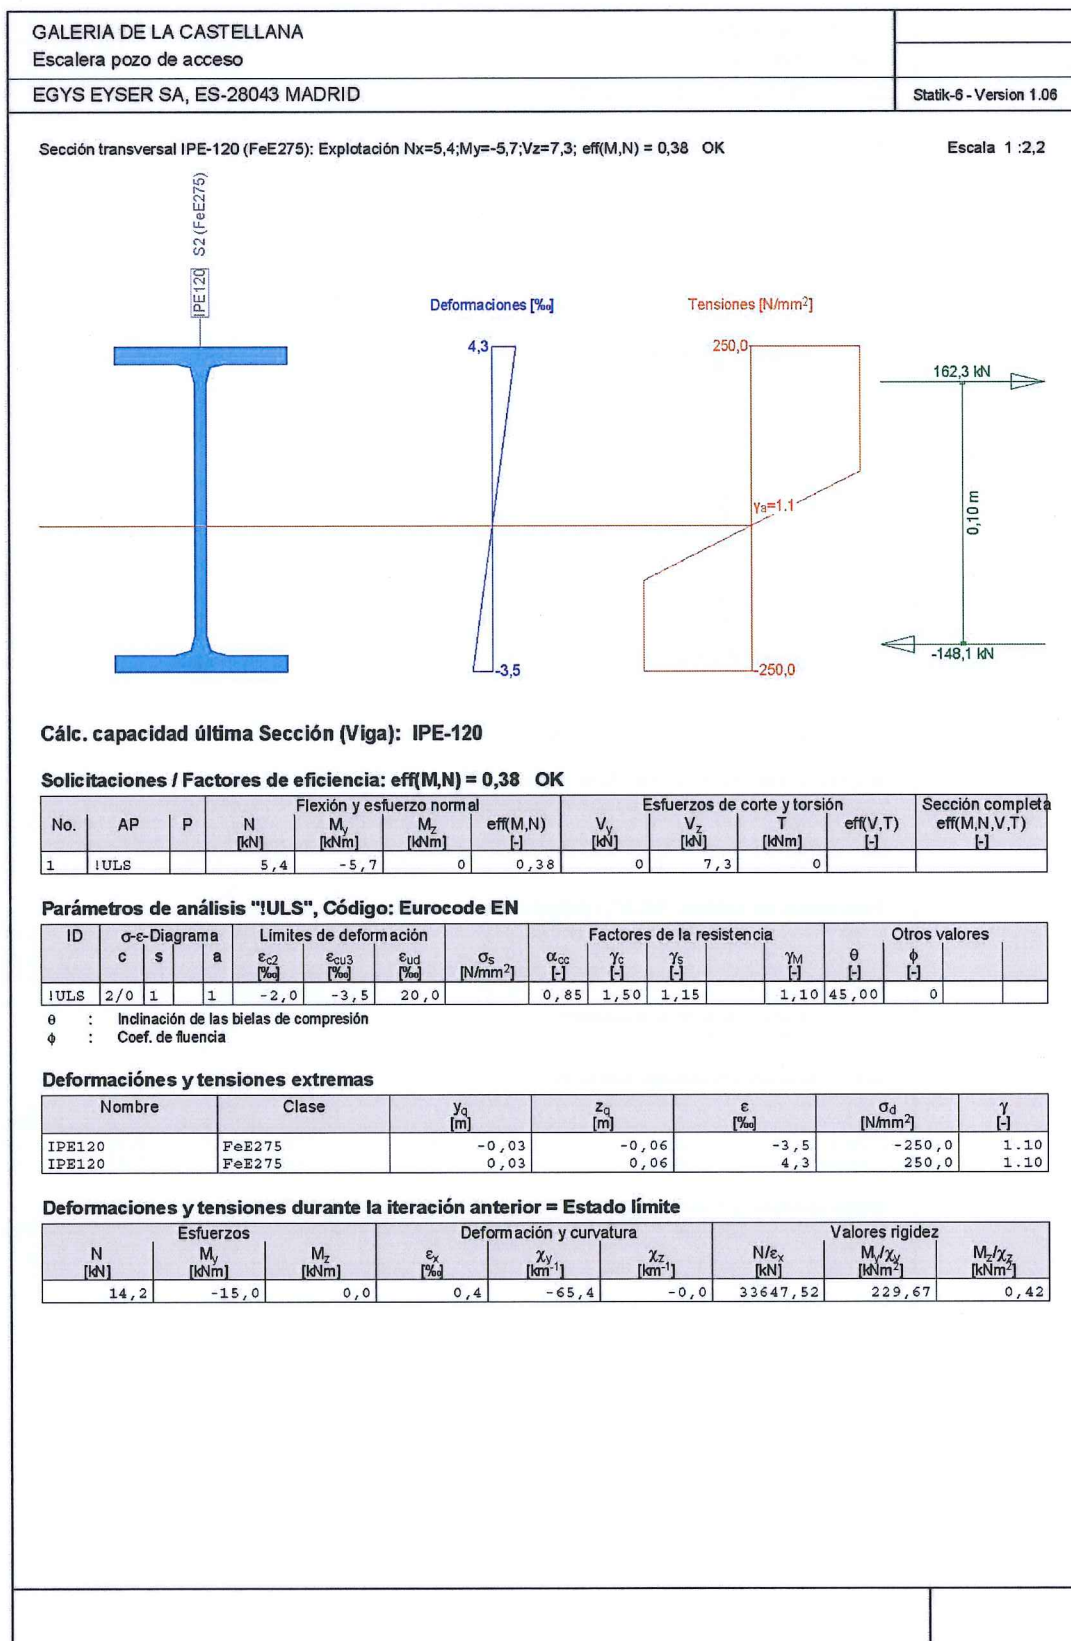 GALERIA DE LA CASTELLANA
Escalera pozo de acceso
EGYS EYSER SA, ES-28043 MADRID
Statik-6 - Version 1.06
Sección transversal IPE-120 (FeE275): Explotación Nx=5,4;My=-5,7;Vz=7,3; eff(M,N) = 0,38 OK
Escala 1 :2,2
IPE120 S2 (FeE275)
Deformaciones [‰]
Tensiones [N/mm²]
4,3
250,0
162,3 kN
γa=1.1
0,10 m
-148,1 kN
-3,5
-250,0
Cálc. capacidad última Sección (Viga): IPE-120
Solicitaciones / Factores de eficiencia: eff(M,N) = 0,38 OK
Flexión y esfuerzo normal Esfuerzos de corte y torsión Sección completa
No. AP P N My Mz eff(M,N) Vy Vz T eff(V,T) eff(M,N,V,T)
[kN] [kNm] [kNm] [-] [kN] [kN] [kNm] [-] [-]
1 !ULS 5,4 -5,7 0 0,38 0 7,3 0
Parámetros de análisis "!ULS", Código: Eurocode EN
ID σ-ε-Diagrama Límites de deformación Factores de la resistencia Otros valores
c s a εc2 εcu3 εud σs αcc γc γs γM θ ϕ
[‰] [‰] [‰] [N/mm²] [-] [-] [-] [-] [-] [-]
!ULS 2/0 1 1 -2,0 -3,5 20,0 0,85 1,50 1,15 1,10 45,00 0
θ : Inclinación de las bielas de compresión
ϕ : Coef. de fluencia
Deformaciónes y tensiones extremas
Nombre Clase yq zq ε σd γ
[m] [m] [‰] [N/mm²] [-]
IPE120 FeE275 -0,03 -0,06 -3,5 -250,0 1.10
IPE120 FeE275 0,03 0,06 4,3 250,0 1.10
Deformaciones y tensiones durante la iteración anterior = Estado límite
Esfuerzos Deformación y curvatura Valores rigidez
N My Mz εx χy χz N/εx My/χy Mz/χz
[kN] [kNm] [kNm] [‰] [km⁻¹] [km⁻¹] [kN] [kNm²] [kNm²]
14,2 -15,0 0,0 0,4 -65,4 -0,0 33647,52 229,67 0,42